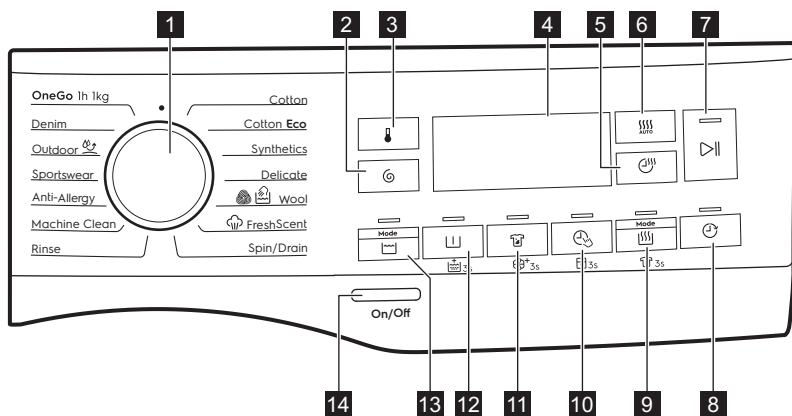 1
2
3
4
5
6
7
OneGo 1h 1kg
Denim
Outdoor
Sportswear
Anti-Allergy
Machine Clean
Rinse
Cotton
Cotton Eco
Synthetics
Delicate
Wool
FreshScent
Spin/Drain
AUTO
Mode
Mode
3s
3s
3s
3s
On/Off
14
13
12
11
10
9
8